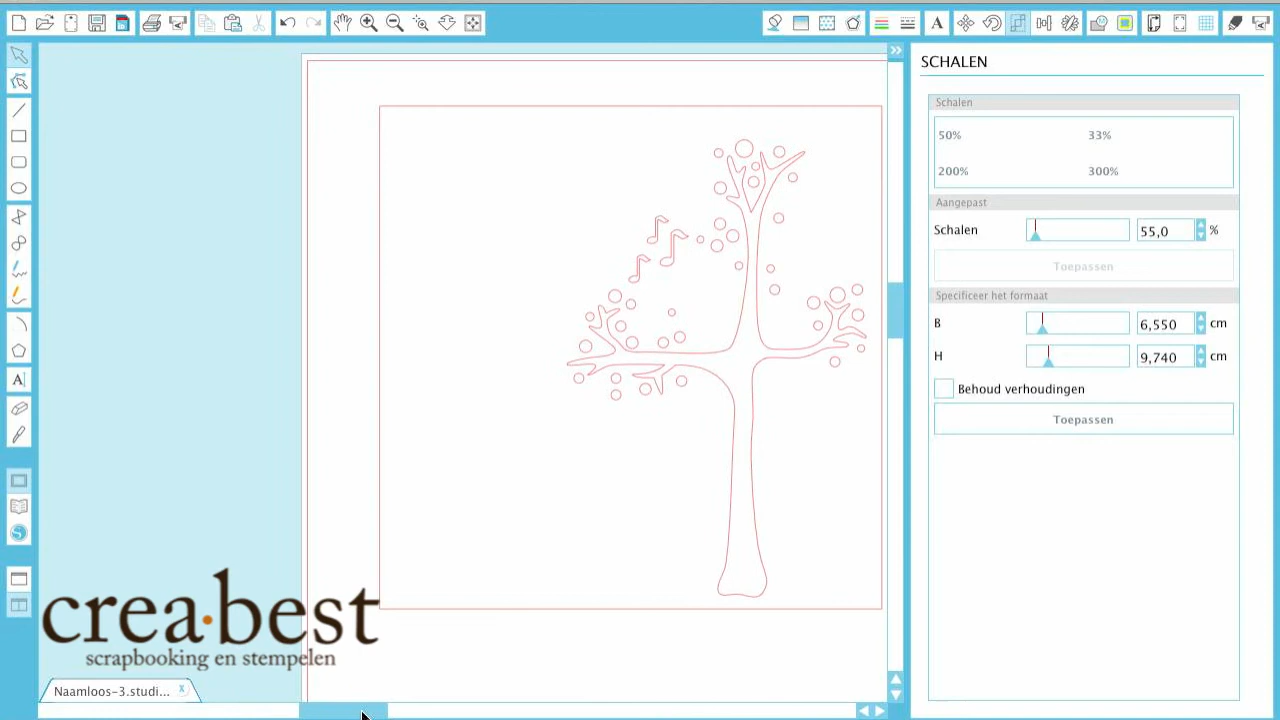 SCHALEN
Schalen
50% 33%
200% 300%
Aangepast
Schalen 55,0 %
Toepassen
Specificeer het formaat
B 6,550 cm
H 9,740 cm
Behoud verhoudingen
Toepassen
crea·best
scrapbooking en stempelen
Naamloos-3.studi... x